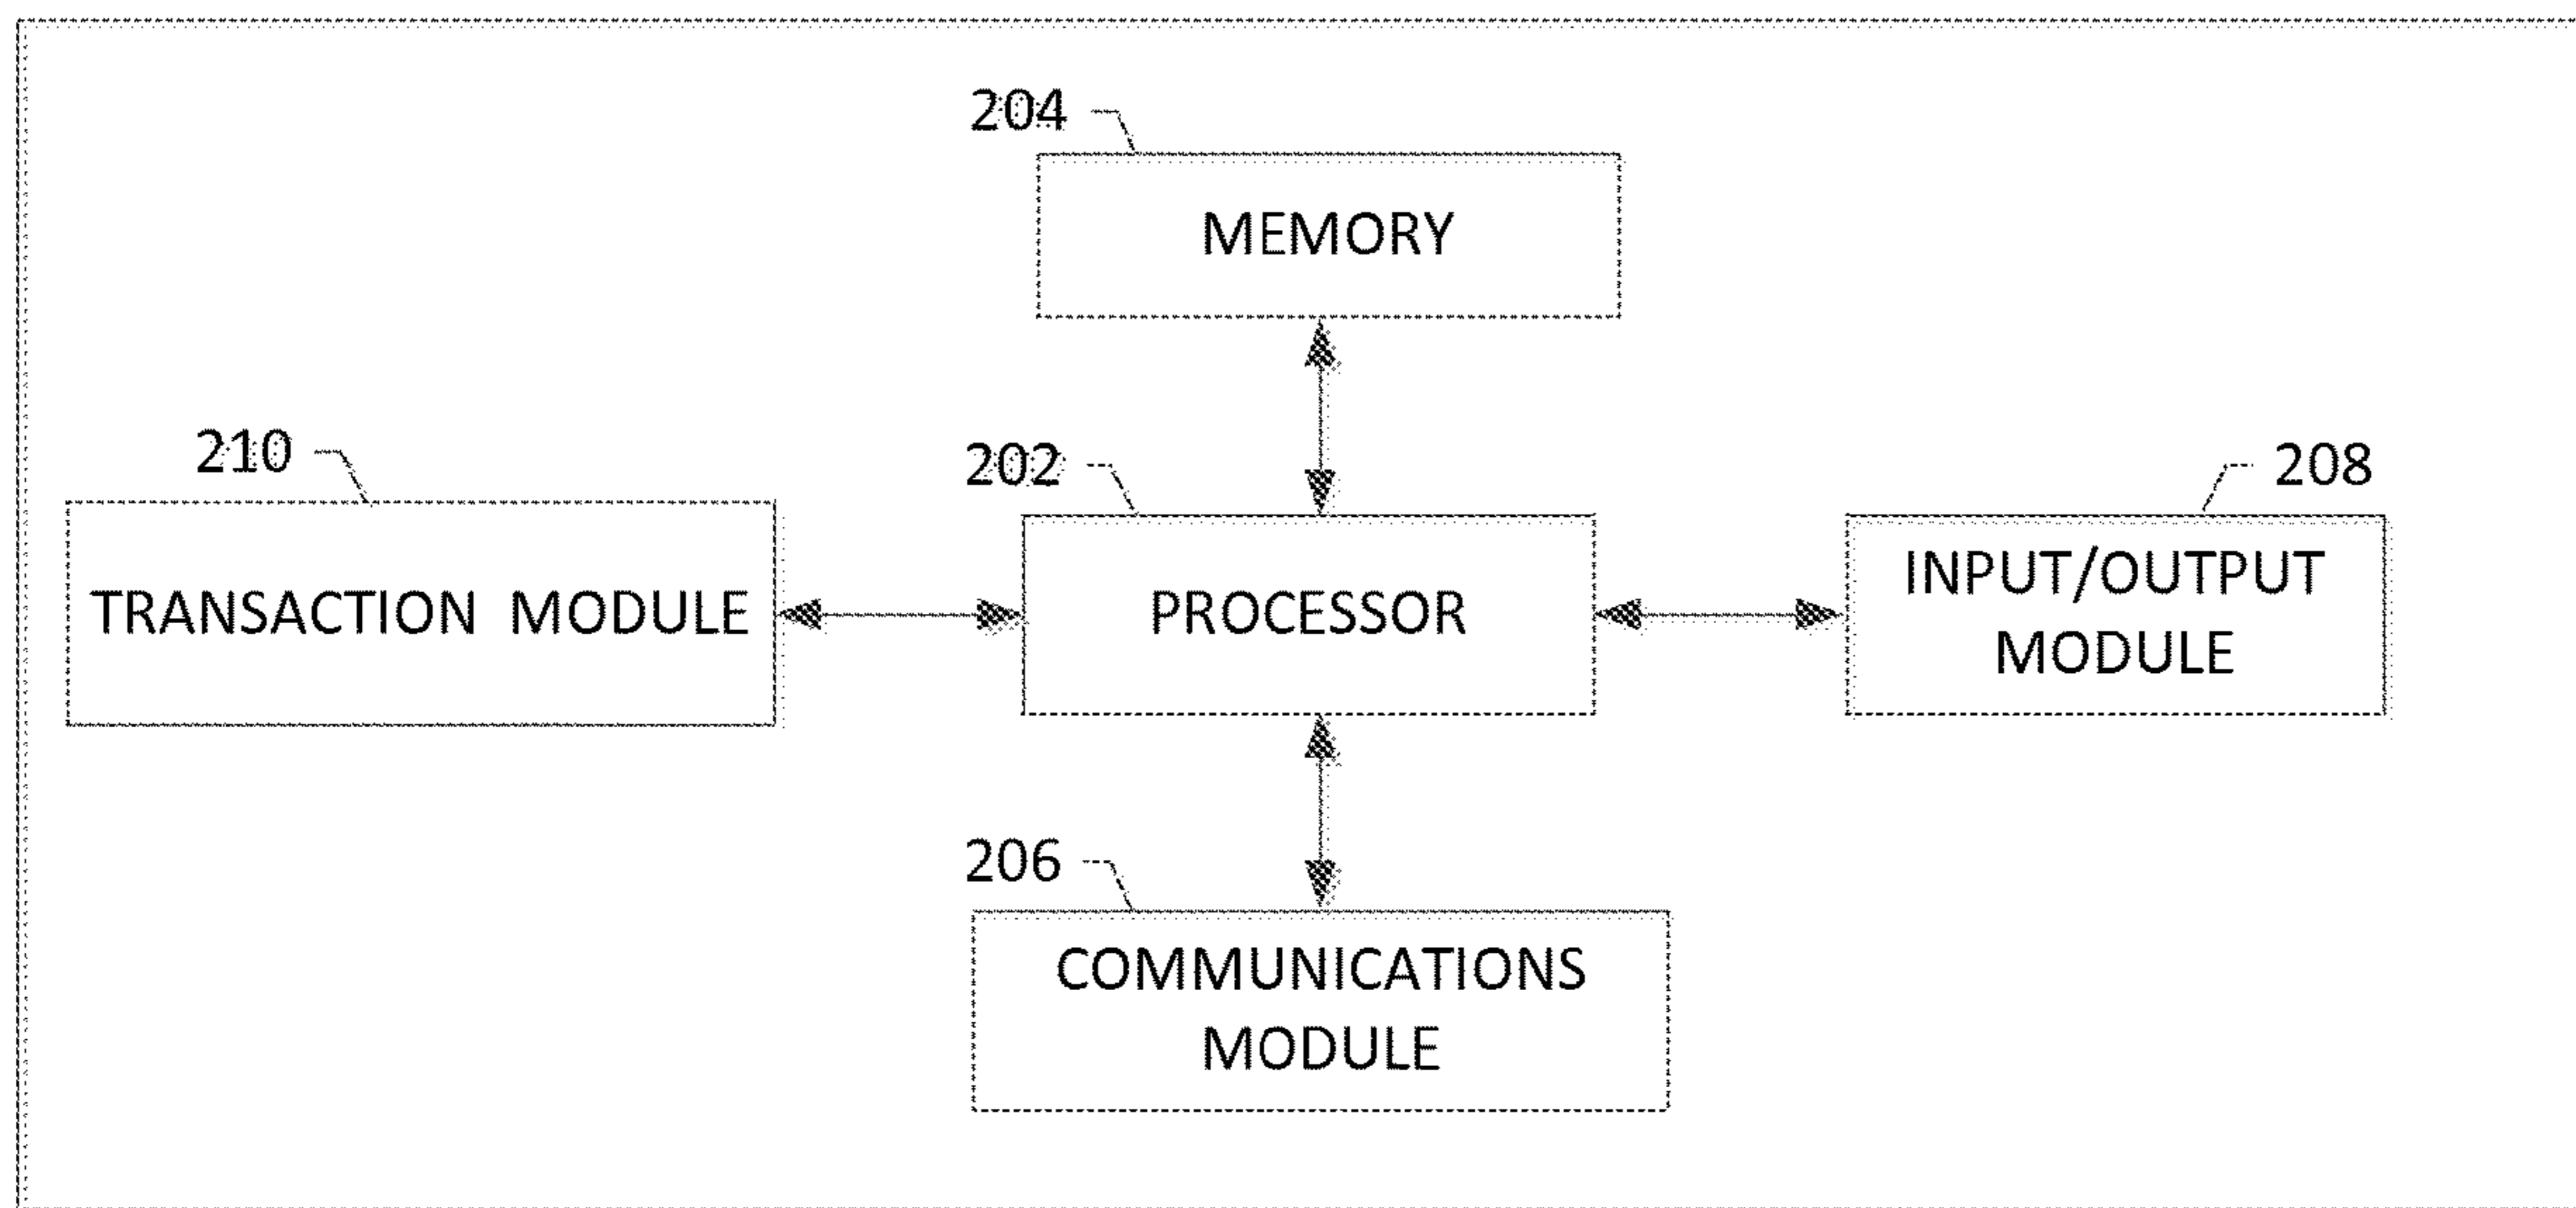 204
MEMORY
210
202
208
TRANSACTION MODULE
PROCESSOR
INPUT/OUTPUT
MODULE
206
COMMUNICATIONS
MODULE